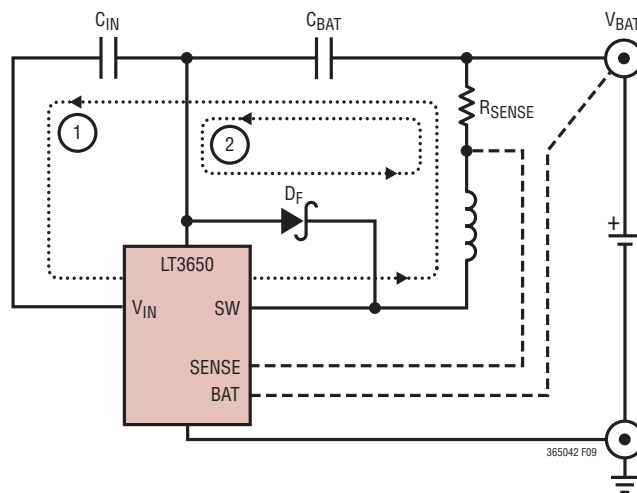 CIN
CBAT
VBAT
1
2
RSENSE
DF
+
LT3650
VIN
SW
SENSE
BAT
365042 F09